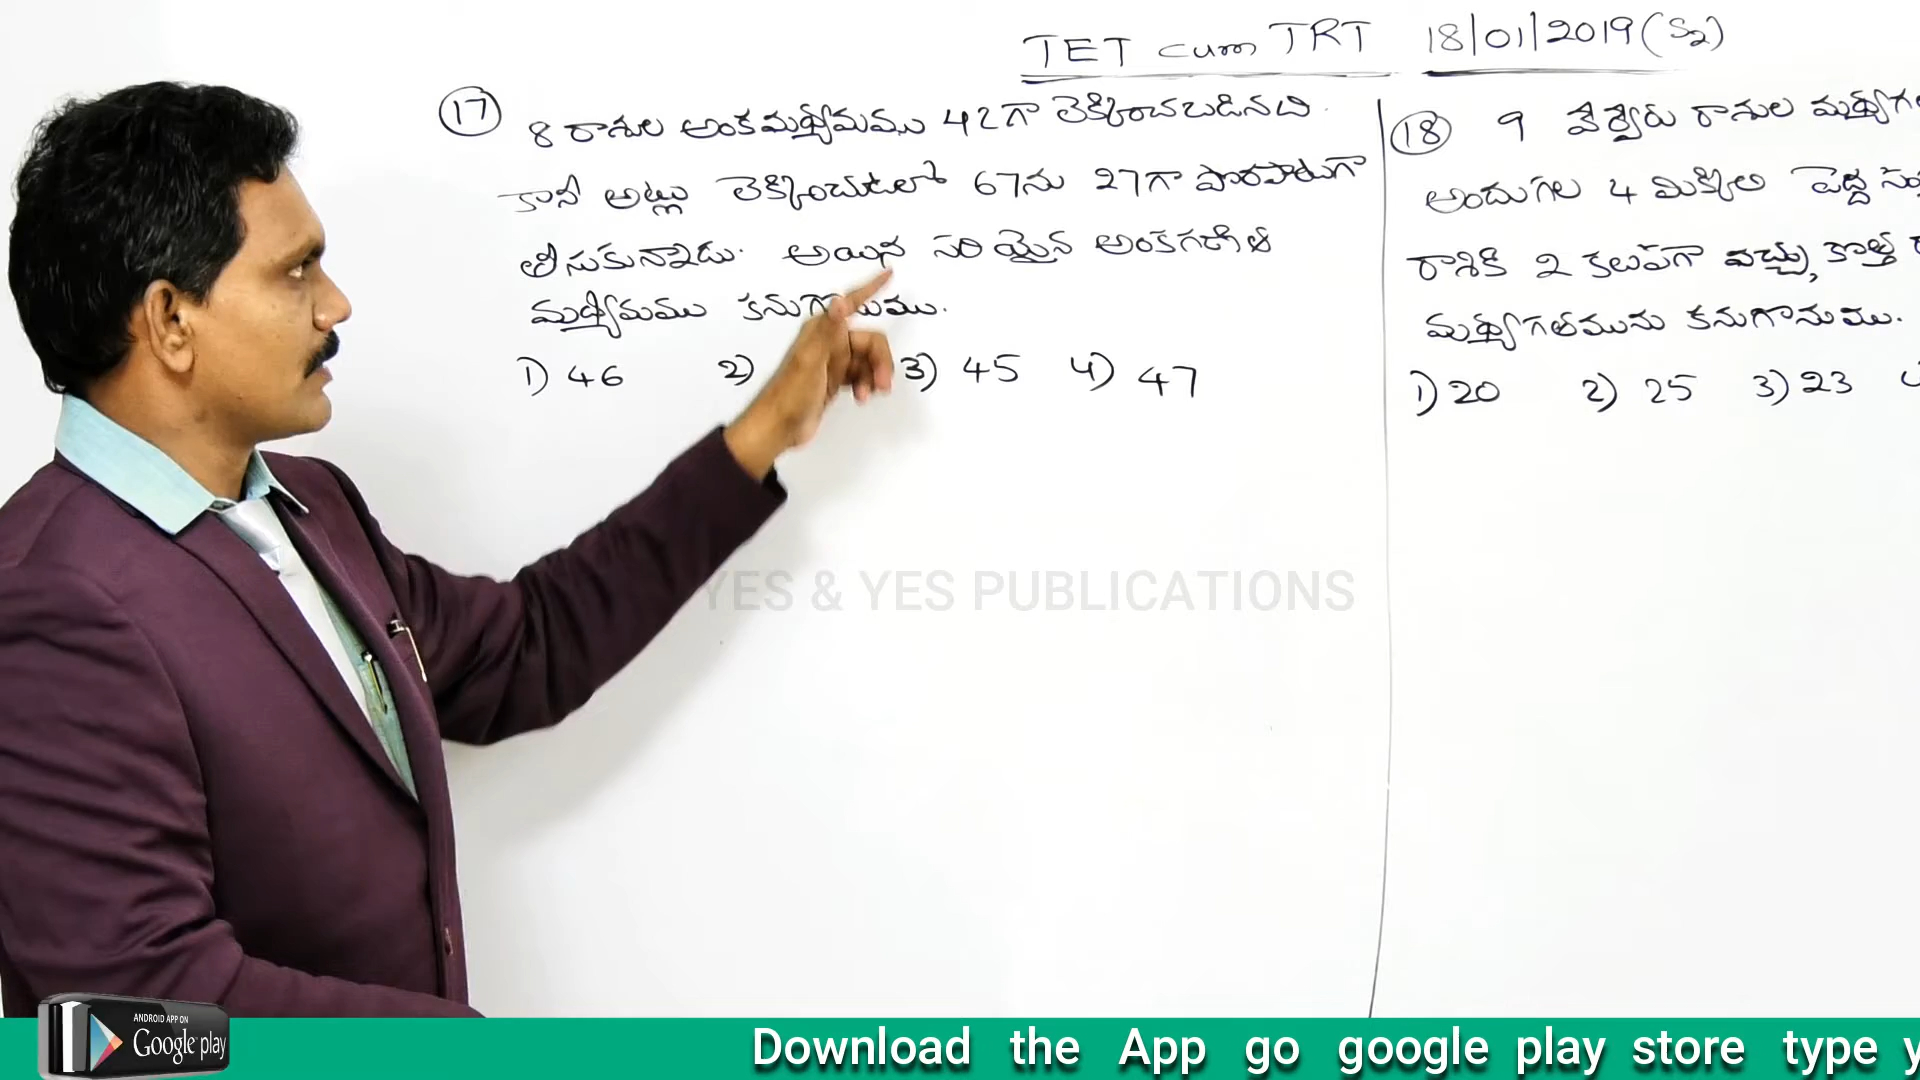 TET cum TRT 18/01/2019 (S2)
17 8 రాశుల అంకమధ్యమము 42గా లెక్కించబడినది.
కానీ అట్లు లెక్కించుటలో 67ను 27గా పొరపాటుగా
తీసుకున్నాడు. అయిన సరియైన అంకగణిత
మధ్యమము కనుగొనుము.
1) 46 2) 3) 45 4) 47
18 9 వేర్వేరు రాశుల
అందుగల 4 మిక్కిలి పెద్ద
రాశికి 2 కలుపగా వచ్చు, కొత్త
మధ్యగతమును కనుగొనుము.
1) 20 2) 25 3) 23
YES & YES PUBLICATIONS
ANDROID APP ON
Google play
Download the App go google play store type